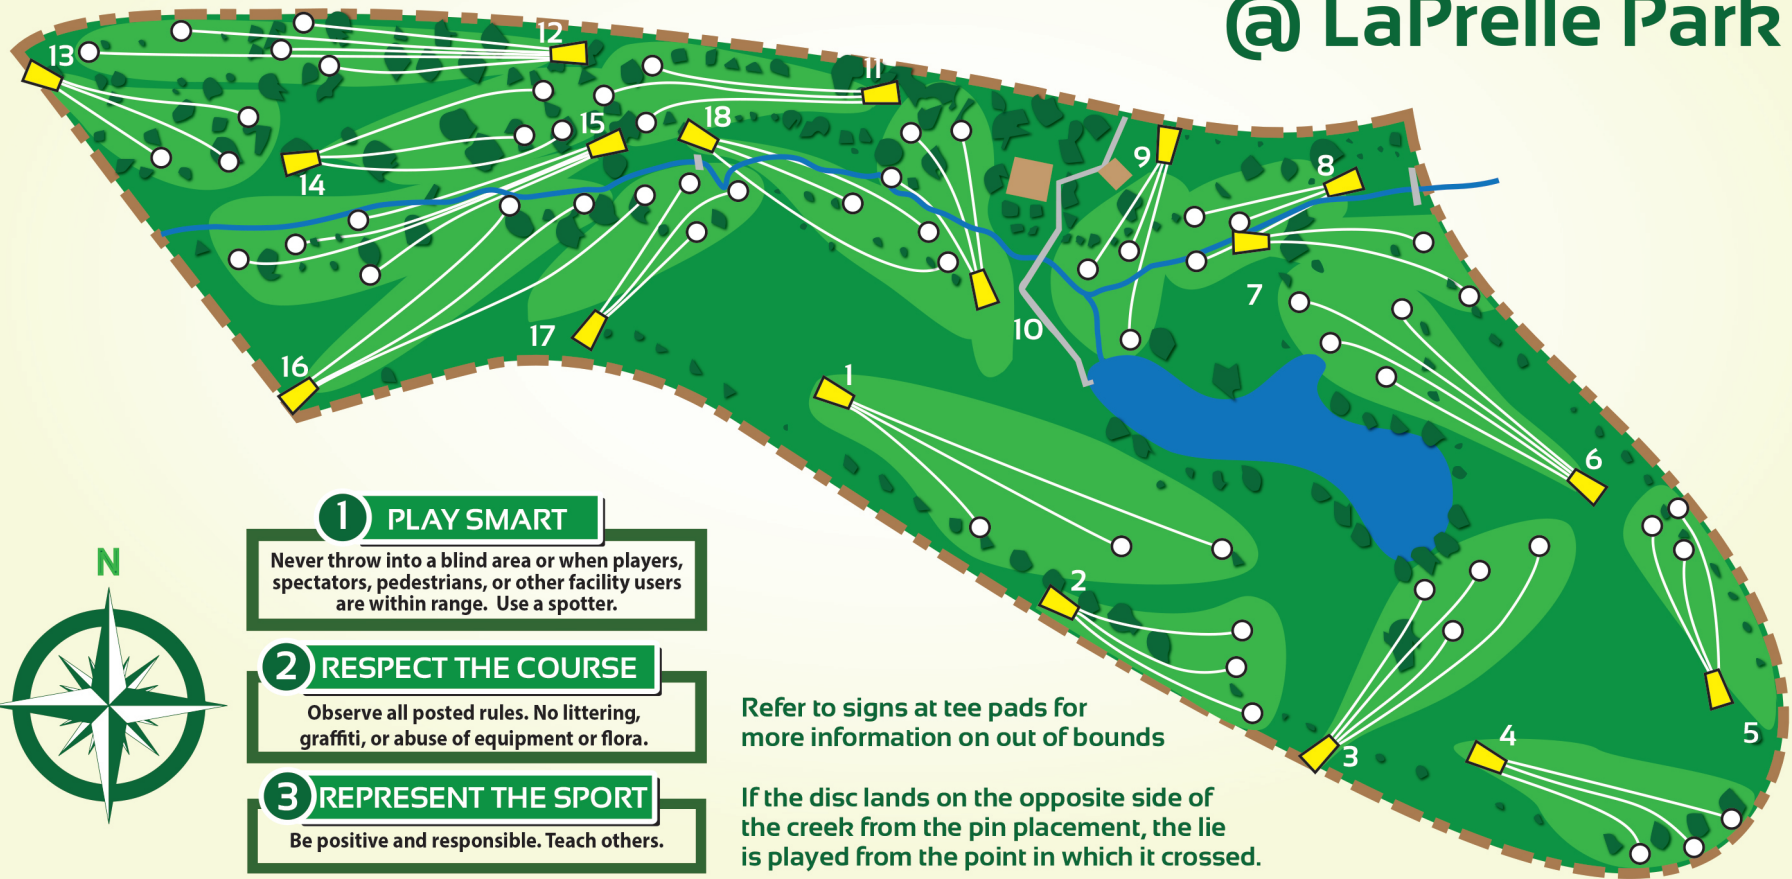 @ LaPrelle Park
13
12
11
18
15
14
9
8
7
10
17
16
1
6
2
3
4
5
N
1 PLAY SMART
Never throw into a blind area or when players,
spectators, pedestrians, or other facility users
are within range. Use a spotter.
2 RESPECT THE COURSE
Observe all posted rules. No littering,
graffiti, or abuse of equipment or flora.
3 REPRESENT THE SPORT
Be positive and responsible. Teach others.
Refer to signs at tee pads for
more information on out of bounds
If the disc lands on the opposite side of
the creek from the pin placement, the lie
is played from the point in which it crossed.